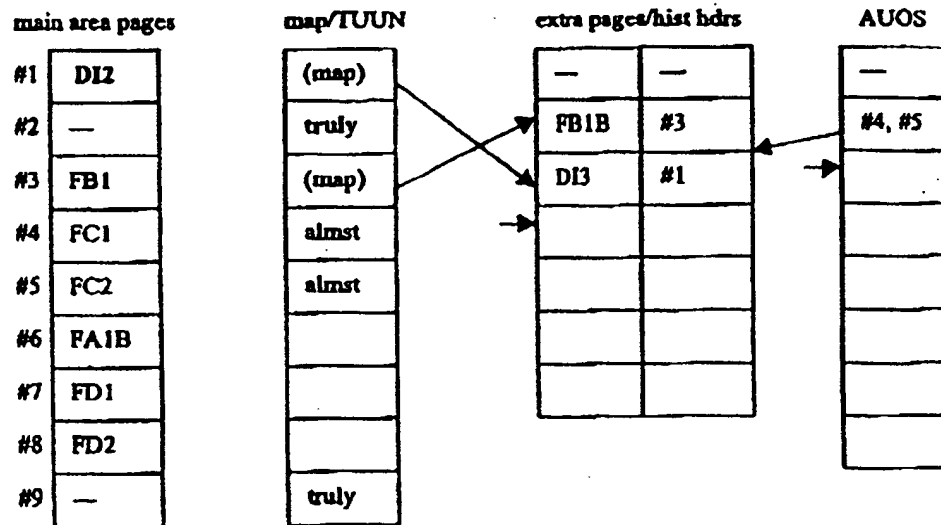 main area pages map/TUUN extra pages/hist hdrs AUOS
#1 DI2 (map) — — —
#2 — truly FB1B #3 #4, #5
#3 FB1 (map) DI3 #1
#4 FC1 almst
#5 FC2 almst
#6 FA1B
#7 FD1
#8 FD2
#9 — truly